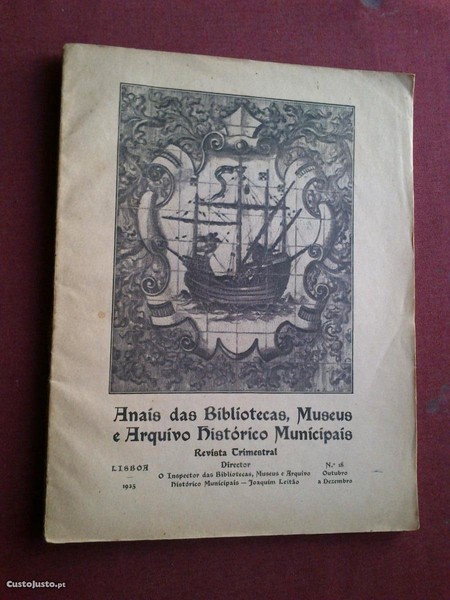 Anais das Bibliotecas, Museus
e Arquivo Histórico Municipais
Revista Trimestral
LISBOA
1925
Director
O Inspector das Bibliotecas, Museus e Arquivo
Histórico Municipais — Joaquim Leitão
N.º 18
Outubro
a Dezembro
CustoJusto.pt